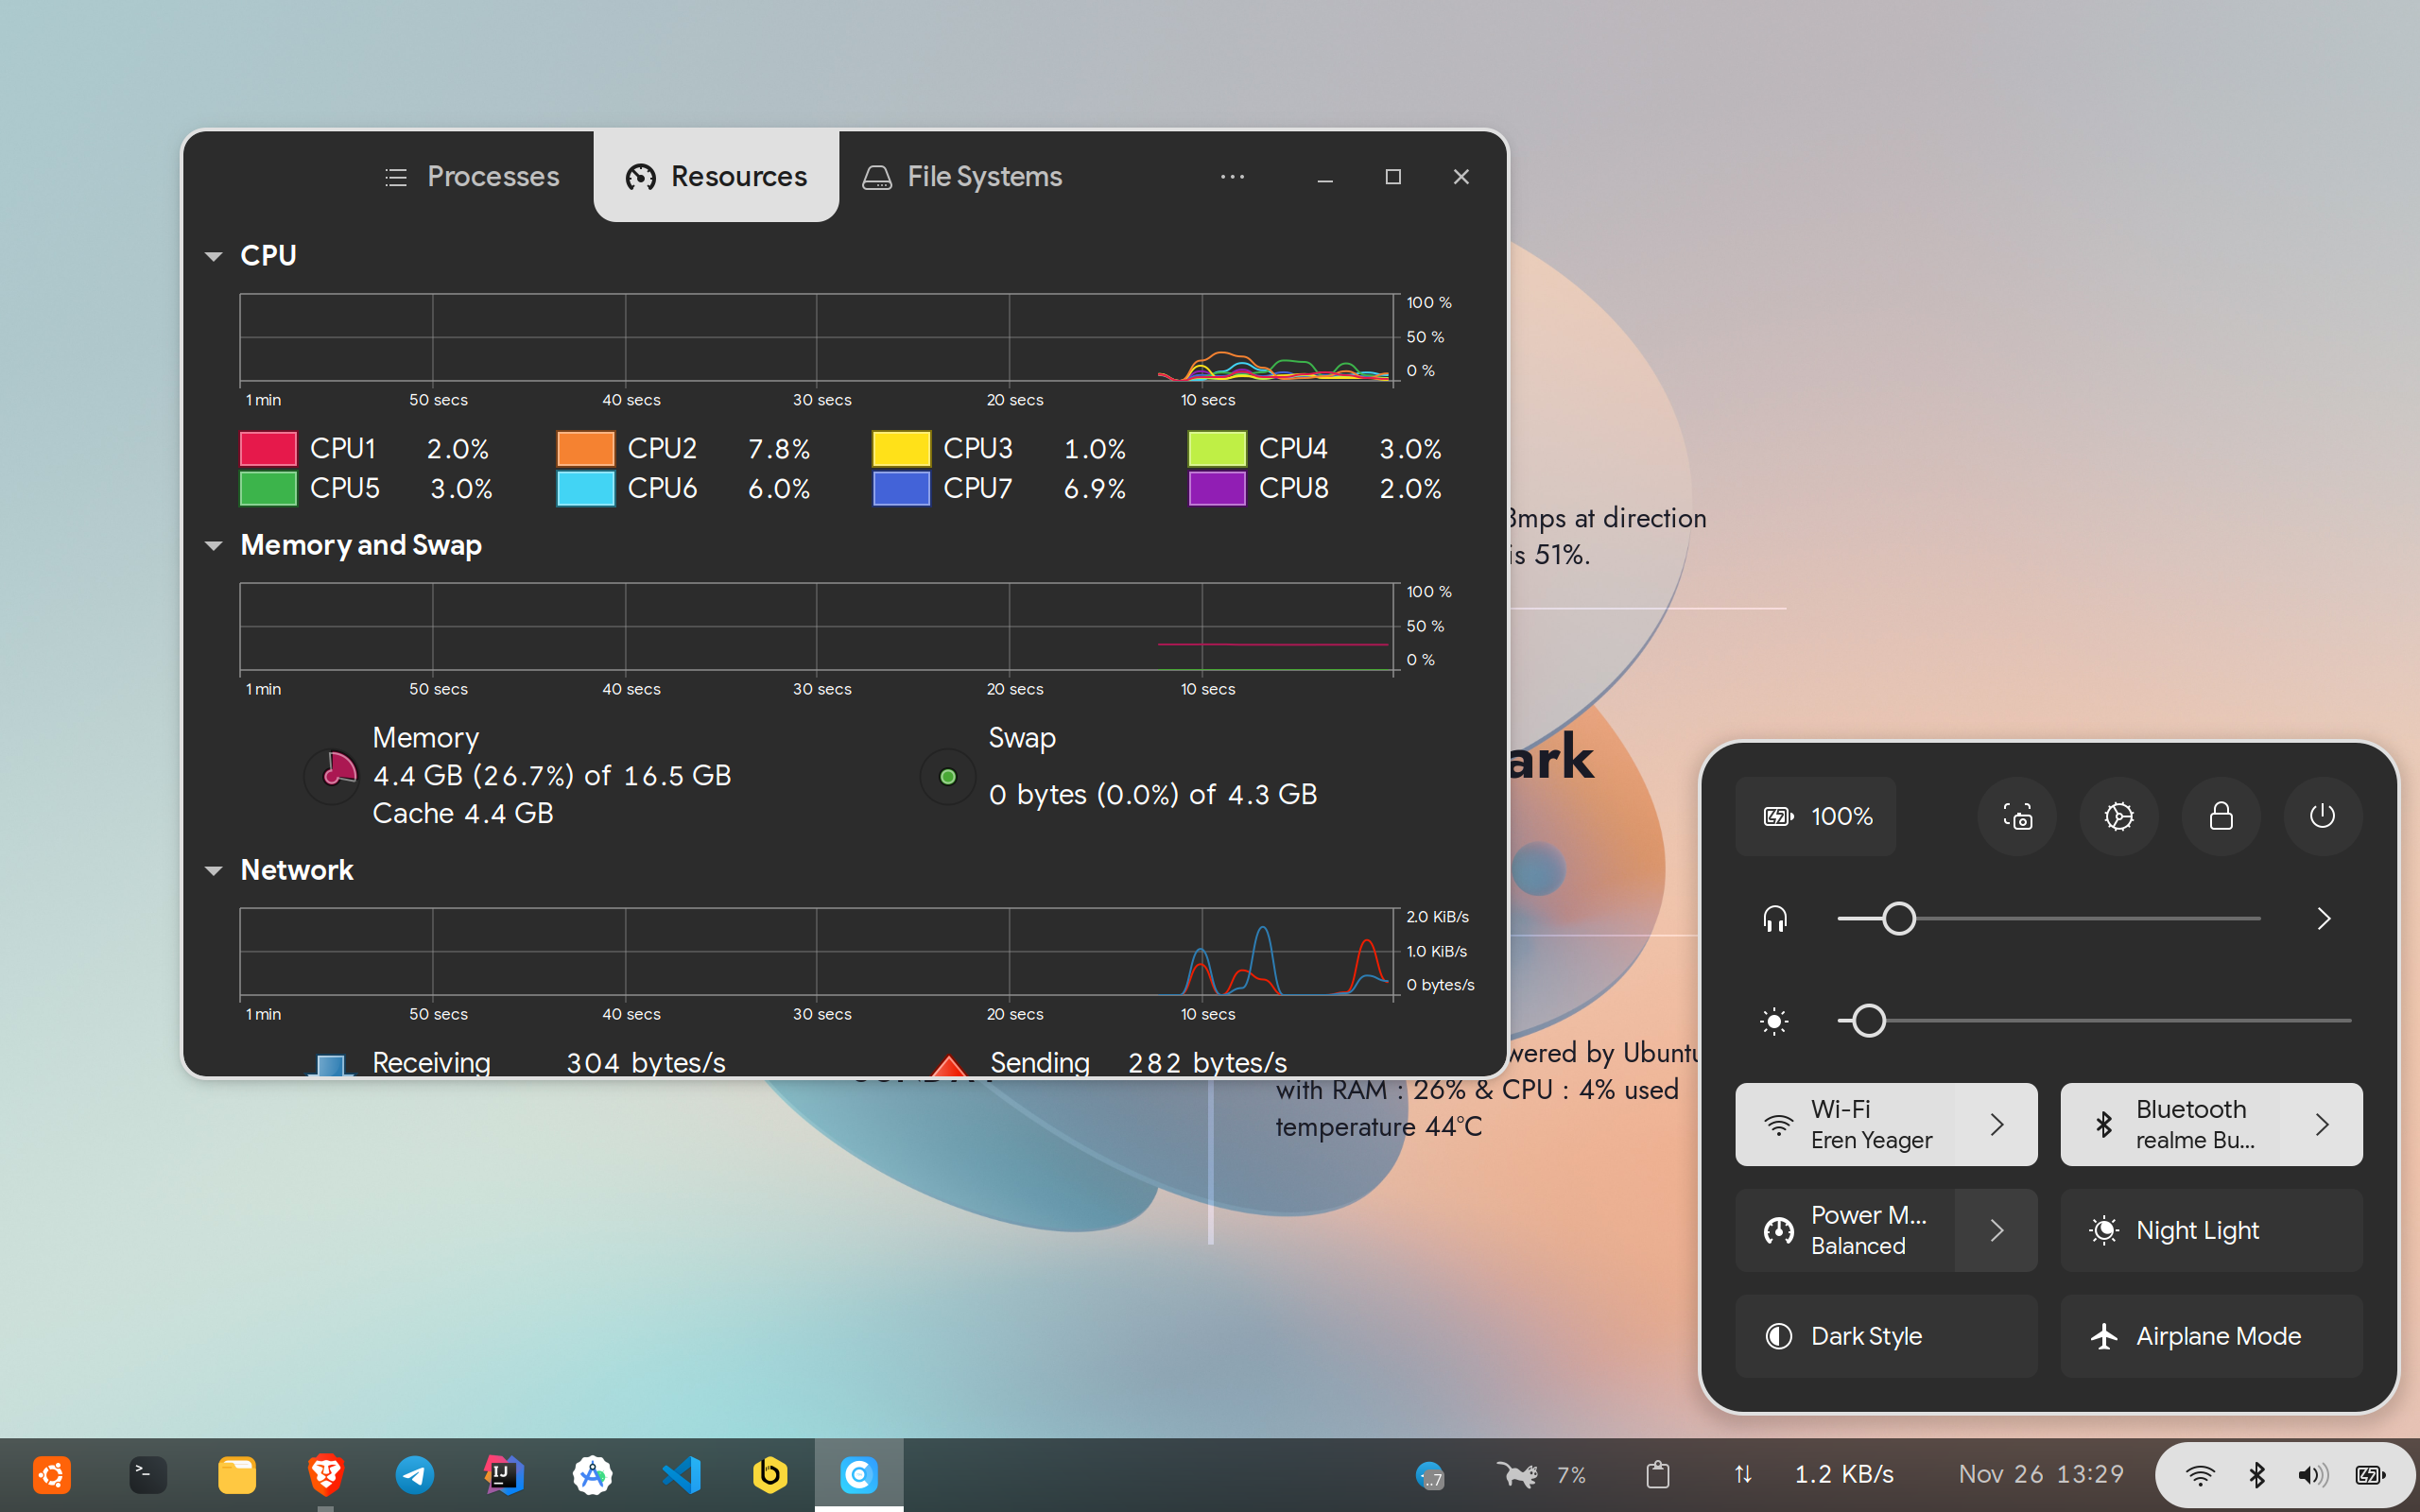 Processes
Resources
File Systems
CPU
100 %
50 %
0 %
1 min 50 secs 40 secs 30 secs 20 secs 10 secs
CPU1 2.0% CPU2 7.8% CPU3 1.0% CPU4 3.0%
CPU5 3.0% CPU6 6.0% CPU7 6.9% CPU8 2.0%
Memory and Swap
100 %
50 %
0 %
1 min 50 secs 40 secs 30 secs 20 secs 10 secs
Memory
4.4 GB (26.7%) of 16.5 GB
Cache 4.4 GB
Swap
0 bytes (0.0%) of 4.3 GB
Network
2.0 KiB/s
1.0 KiB/s
0 bytes/s
1 min 50 secs 40 secs 30 secs 20 secs 10 secs
Receiving 304 bytes/s
Sending 282 bytes/s
mps at direction
is 51%.
ark
wered by Ubuntu
with RAM : 26% & CPU : 4% used
temperature 44°C
100%
Wi-Fi
Eren Yeager
Bluetooth
realme Bu...
Power M...
Balanced
Night Light
Dark Style
Airplane Mode
>_
IJ
..7
7%
1.2 KB/s
Nov 26 13:29